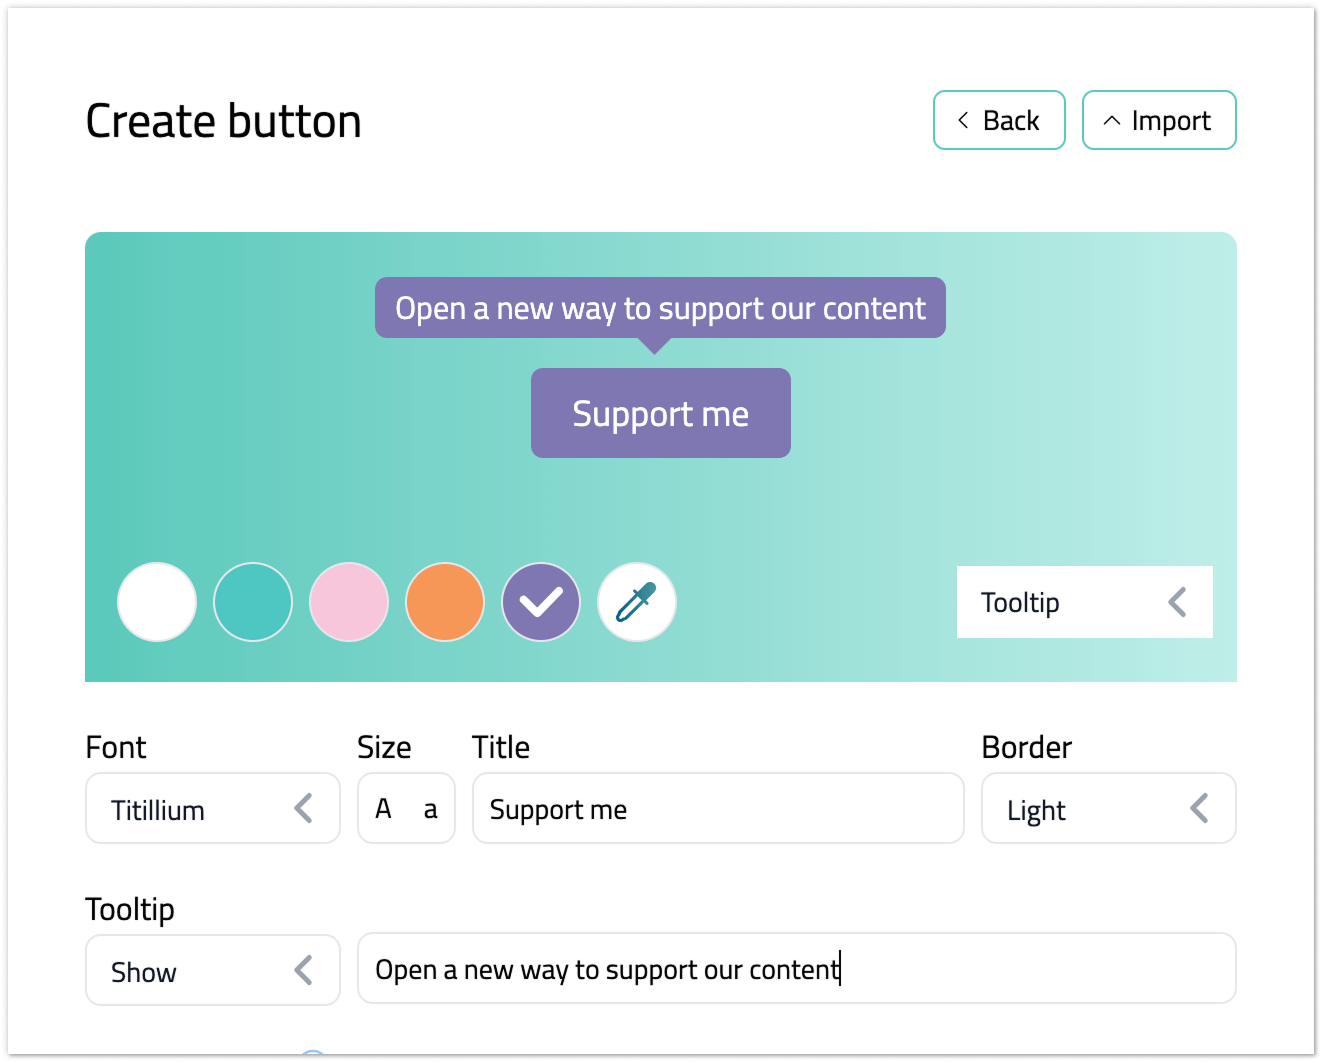 Create button
Back
Import
Open a new way to support our content
Support me
Tooltip
Font
Size
Title
Border
Titillium
A a
Support me
Light
Tooltip
Show
Open a new way to support our content